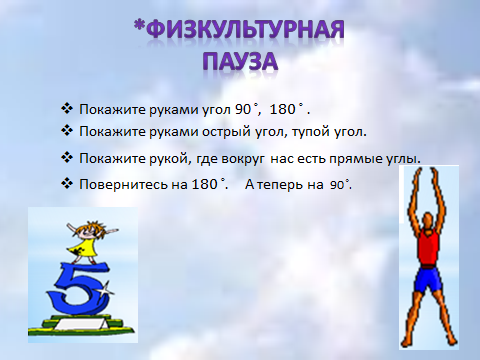 *ФИЗКУЛЬТУРНАЯ
ПАУЗА
❖ Покажите руками угол 90˚, 180˚.
❖ Покажите руками острый угол, тупой угол.
❖ Покажите рукой, где вокруг нас есть прямые углы.
❖ Повернитесь на 180˚. А теперь на 90˚.
5